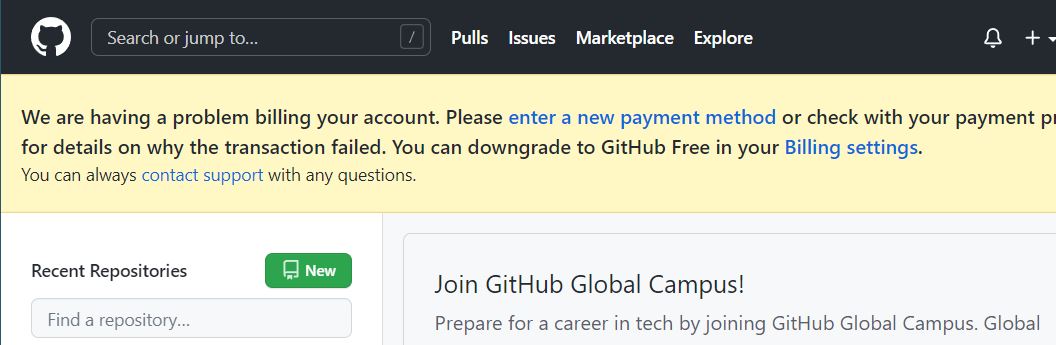 Search or jump to... / Pulls Issues Marketplace Explore
We are having a problem billing your account. Please enter a new payment method or check with your payment
for details on why the transaction failed. You can downgrade to GitHub Free in your Billing settings.
You can always contact support with any questions.
Recent Repositories New
Find a repository...
Join GitHub Global Campus!
Prepare for a career in tech by joining GitHub Global Campus. Global